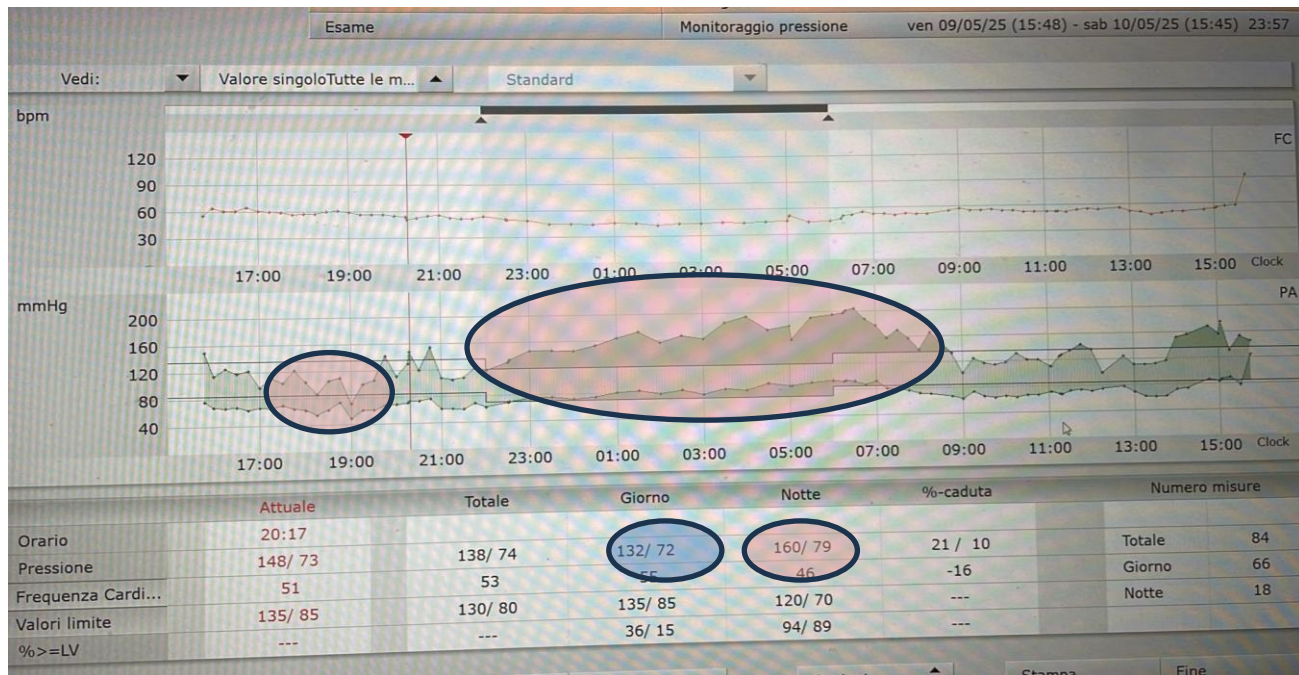 Esame Monitoraggio pressione ven 09/05/25 (15:48) - sab 10/05/25 (15:45) 23:57
Vedi: Valore singoloTutte le m... Standard
bpm
FC
120
90
60
30
17:00 19:00 21:00 23:00 01:00 03:00 05:00 07:00 09:00 11:00 13:00 15:00 Clock
mmHg
PA
200
160
120
80
40
17:00 19:00 21:00 23:00 01:00 03:00 05:00 07:00 09:00 11:00 13:00 15:00 Clock
Attuale Totale Giorno Notte %-caduta Numero misure
Orario 20:17 Totale 84
Pressione 148/ 73 138/ 74 132/ 72 160/ 79 21 / 10 Giorno 66
Frequenza Cardi... 51 53 55 46 -16 Notte 18
Valori limite 135/ 85 130/ 80 135/ 85 120/ 70 ---
%>=LV --- --- 36/ 15 94/ 89 ---
Stampa Fine